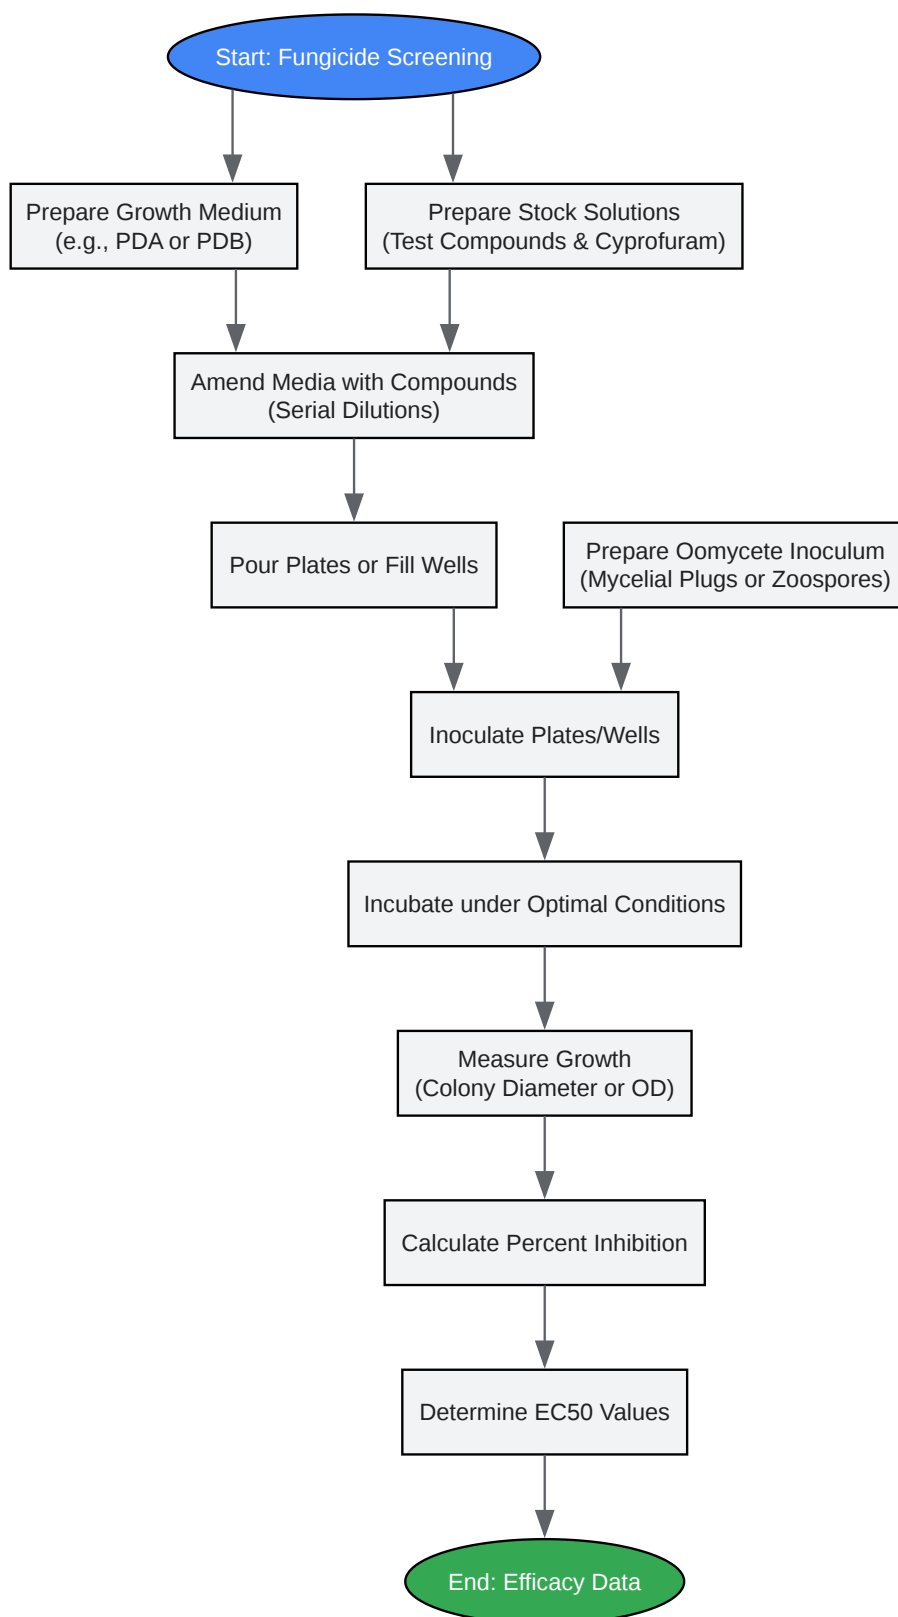 Start: Fungicide Screening
Prepare Growth Medium
(e.g., PDA or PDB)
Prepare Stock Solutions
(Test Compounds & Cyprofuram)
Amend Media with Compounds
(Serial Dilutions)
Pour Plates or Fill Wells
Prepare Oomycete Inoculum
(Mycelial Plugs or Zoospores)
Inoculate Plates/Wells
Incubate under Optimal Conditions
Measure Growth
(Colony Diameter or OD)
Calculate Percent Inhibition
Determine EC50 Values
End: Efficacy Data